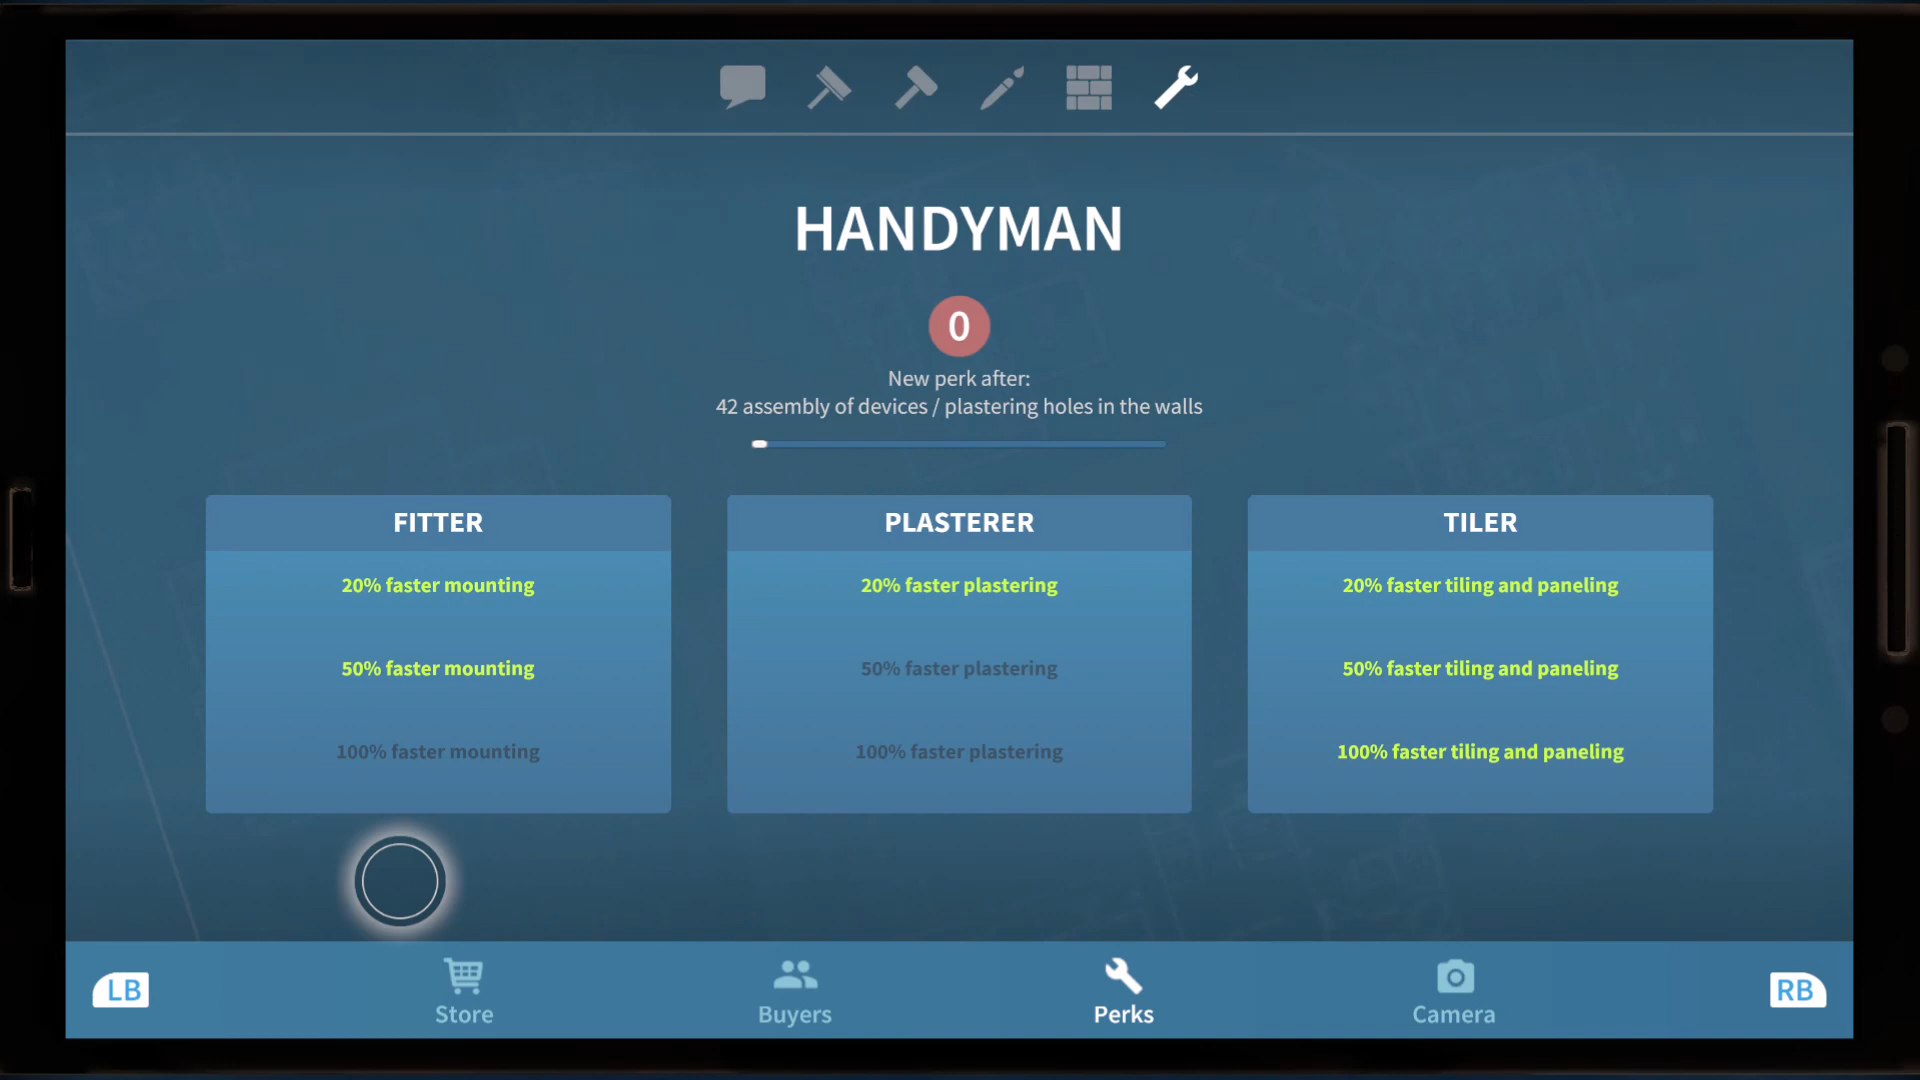 HANDYMAN
0
New perk after:
42 assembly of devices / plastering holes in the walls
FITTER
20% faster mounting
50% faster mounting
100% faster mounting
PLASTERER
20% faster plastering
50% faster plastering
100% faster plastering
TILER
20% faster tiling and paneling
50% faster tiling and paneling
100% faster tiling and paneling
LB
Store
Buyers
Perks
Camera
RB